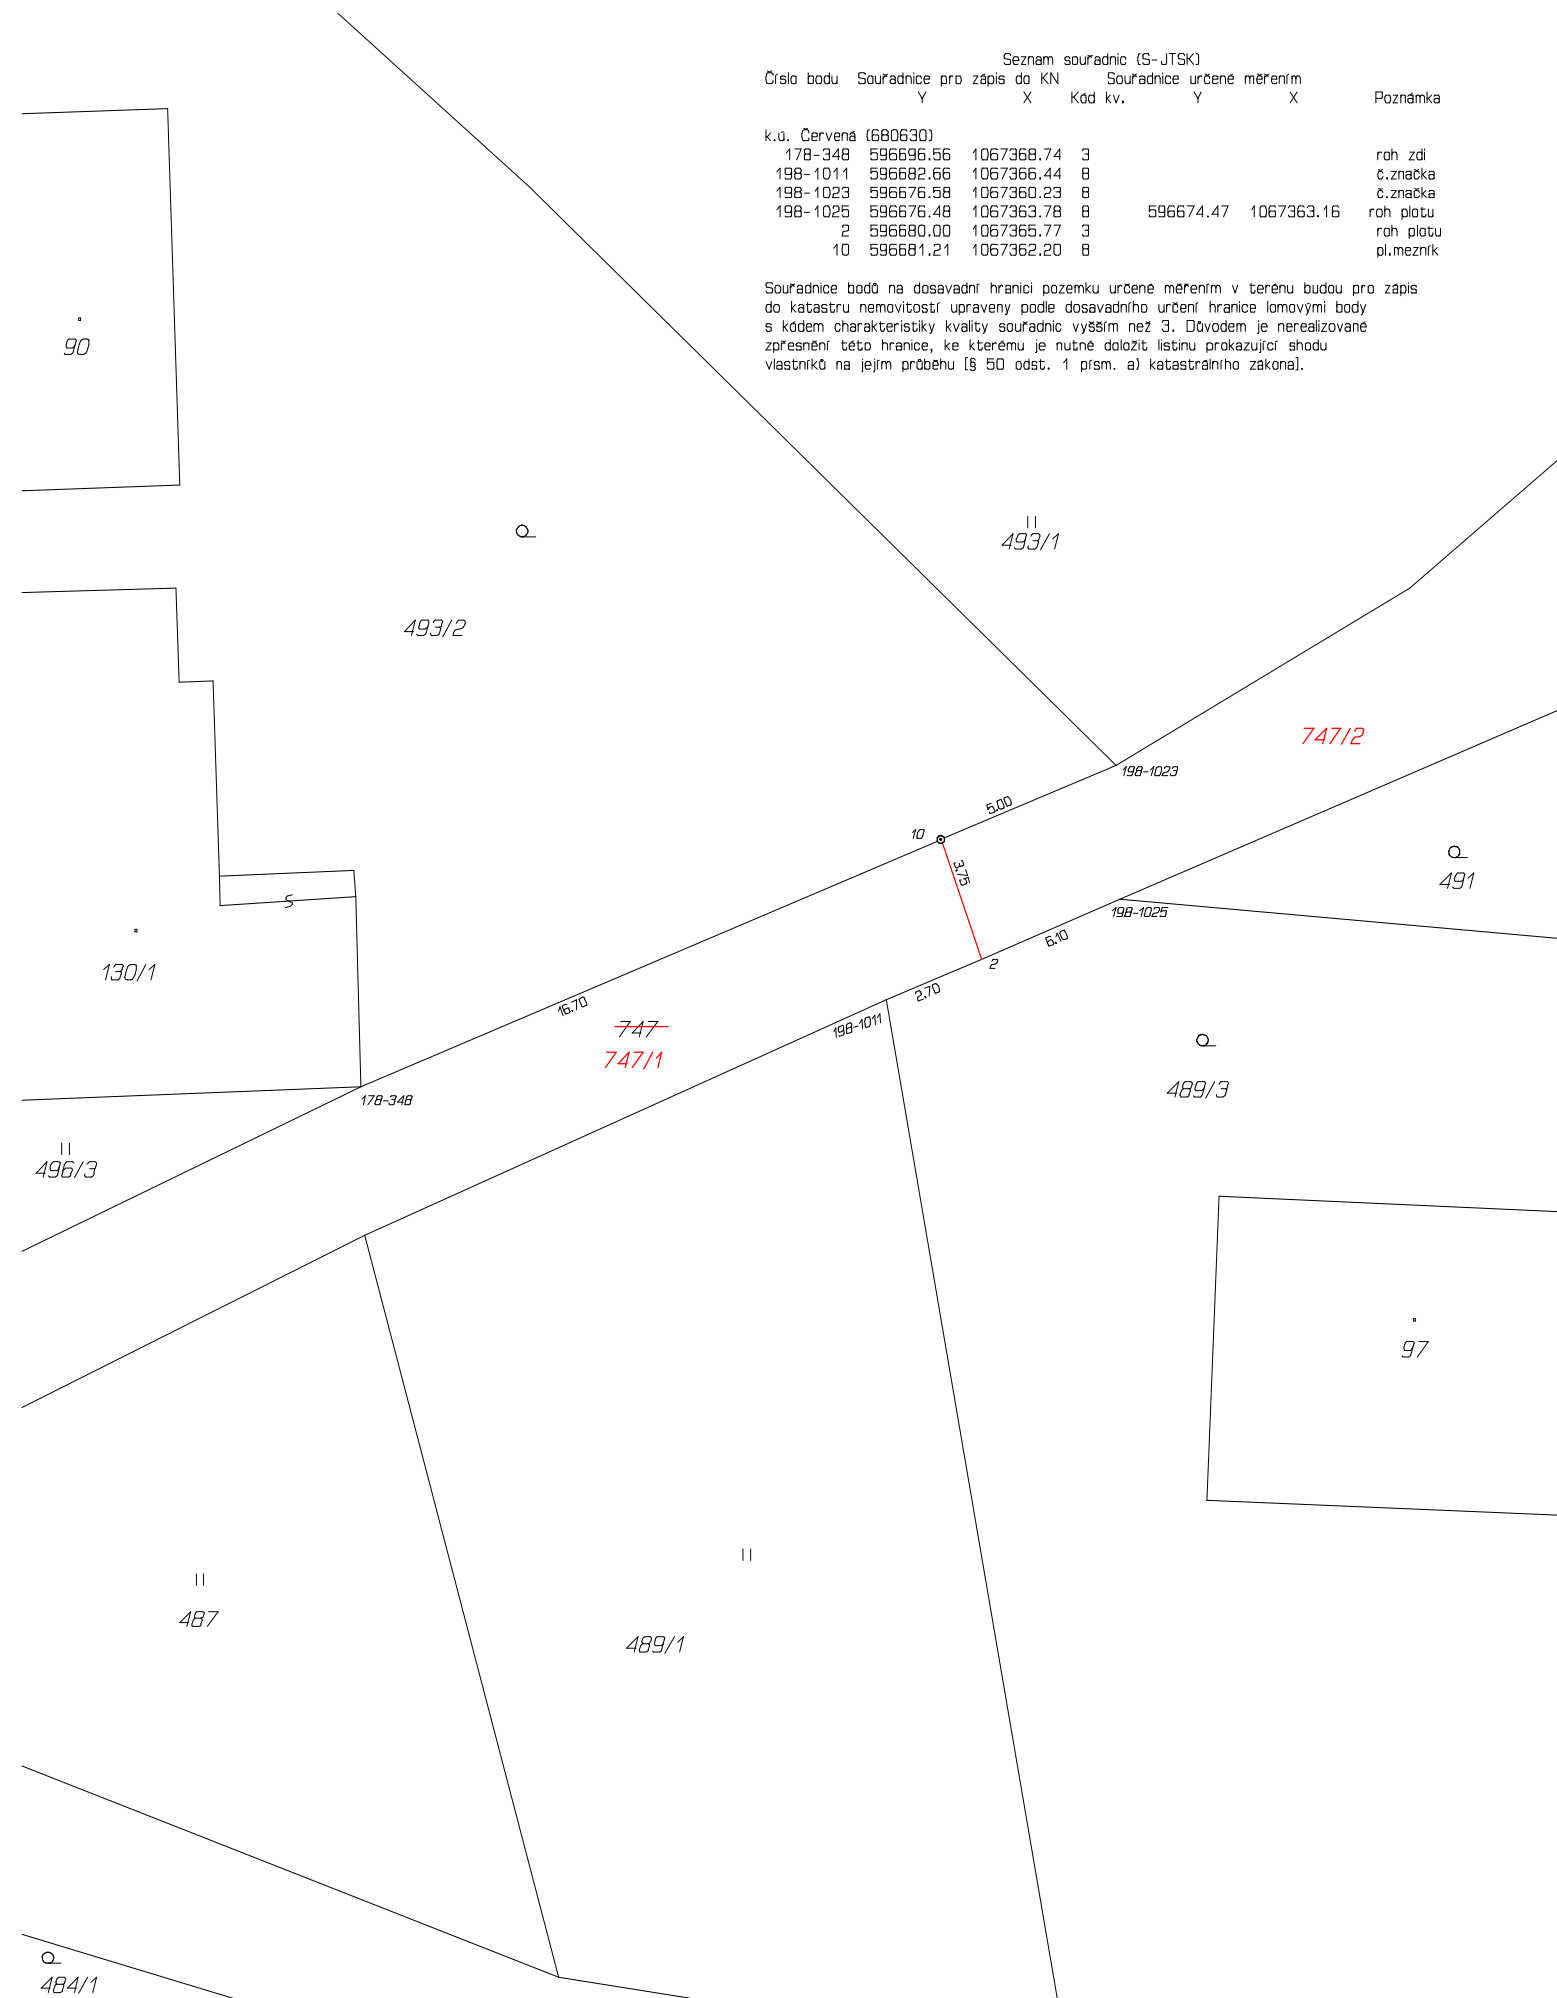 Seznam souřadnic (S-JTSK)
Číslo bodu Souřadnice pro zápis do KN Souřadnice určené měřením
Y X Kód kv. Y X Poznámka
k.ú. Červená (680630)
178-348 596696.56 1067368.74 3 roh zdi
198-1011 596682.66 1067366.44 8 č.značka
198-1023 596676.58 1067360.23 8 č.značka
198-1025 596676.48 1067363.78 8 596674.47 1067363.16 roh plotu
2 596680.00 1067365.77 3 roh plotu
10 596681.21 1067362.20 8 pl.mezník
Souřadnice bodů na dosavadní hranici pozemku určené měřením v terénu budou pro zápis
do katastru nemovitostí upraveny podle dosavadního určení hranice lomovými body
s kódem charakteristiky kvality souřadnic vyšším než 3. Důvodem je nerealizované
zpřesnění této hranice, ke kterému je nutné doložit listinu prokazující shodu
vlastníků na jejím průběhu [§ 50 odst. 1 písm. a) katastrálního zákona].
90
493/1
493/2
747/2
198-1023
5.00
10
3.75
491
198-1025
6.10
2
130/1
2.70
16.70
198-1011
747
747/1
489/3
178-348
496/3
97
487
489/1
484/1